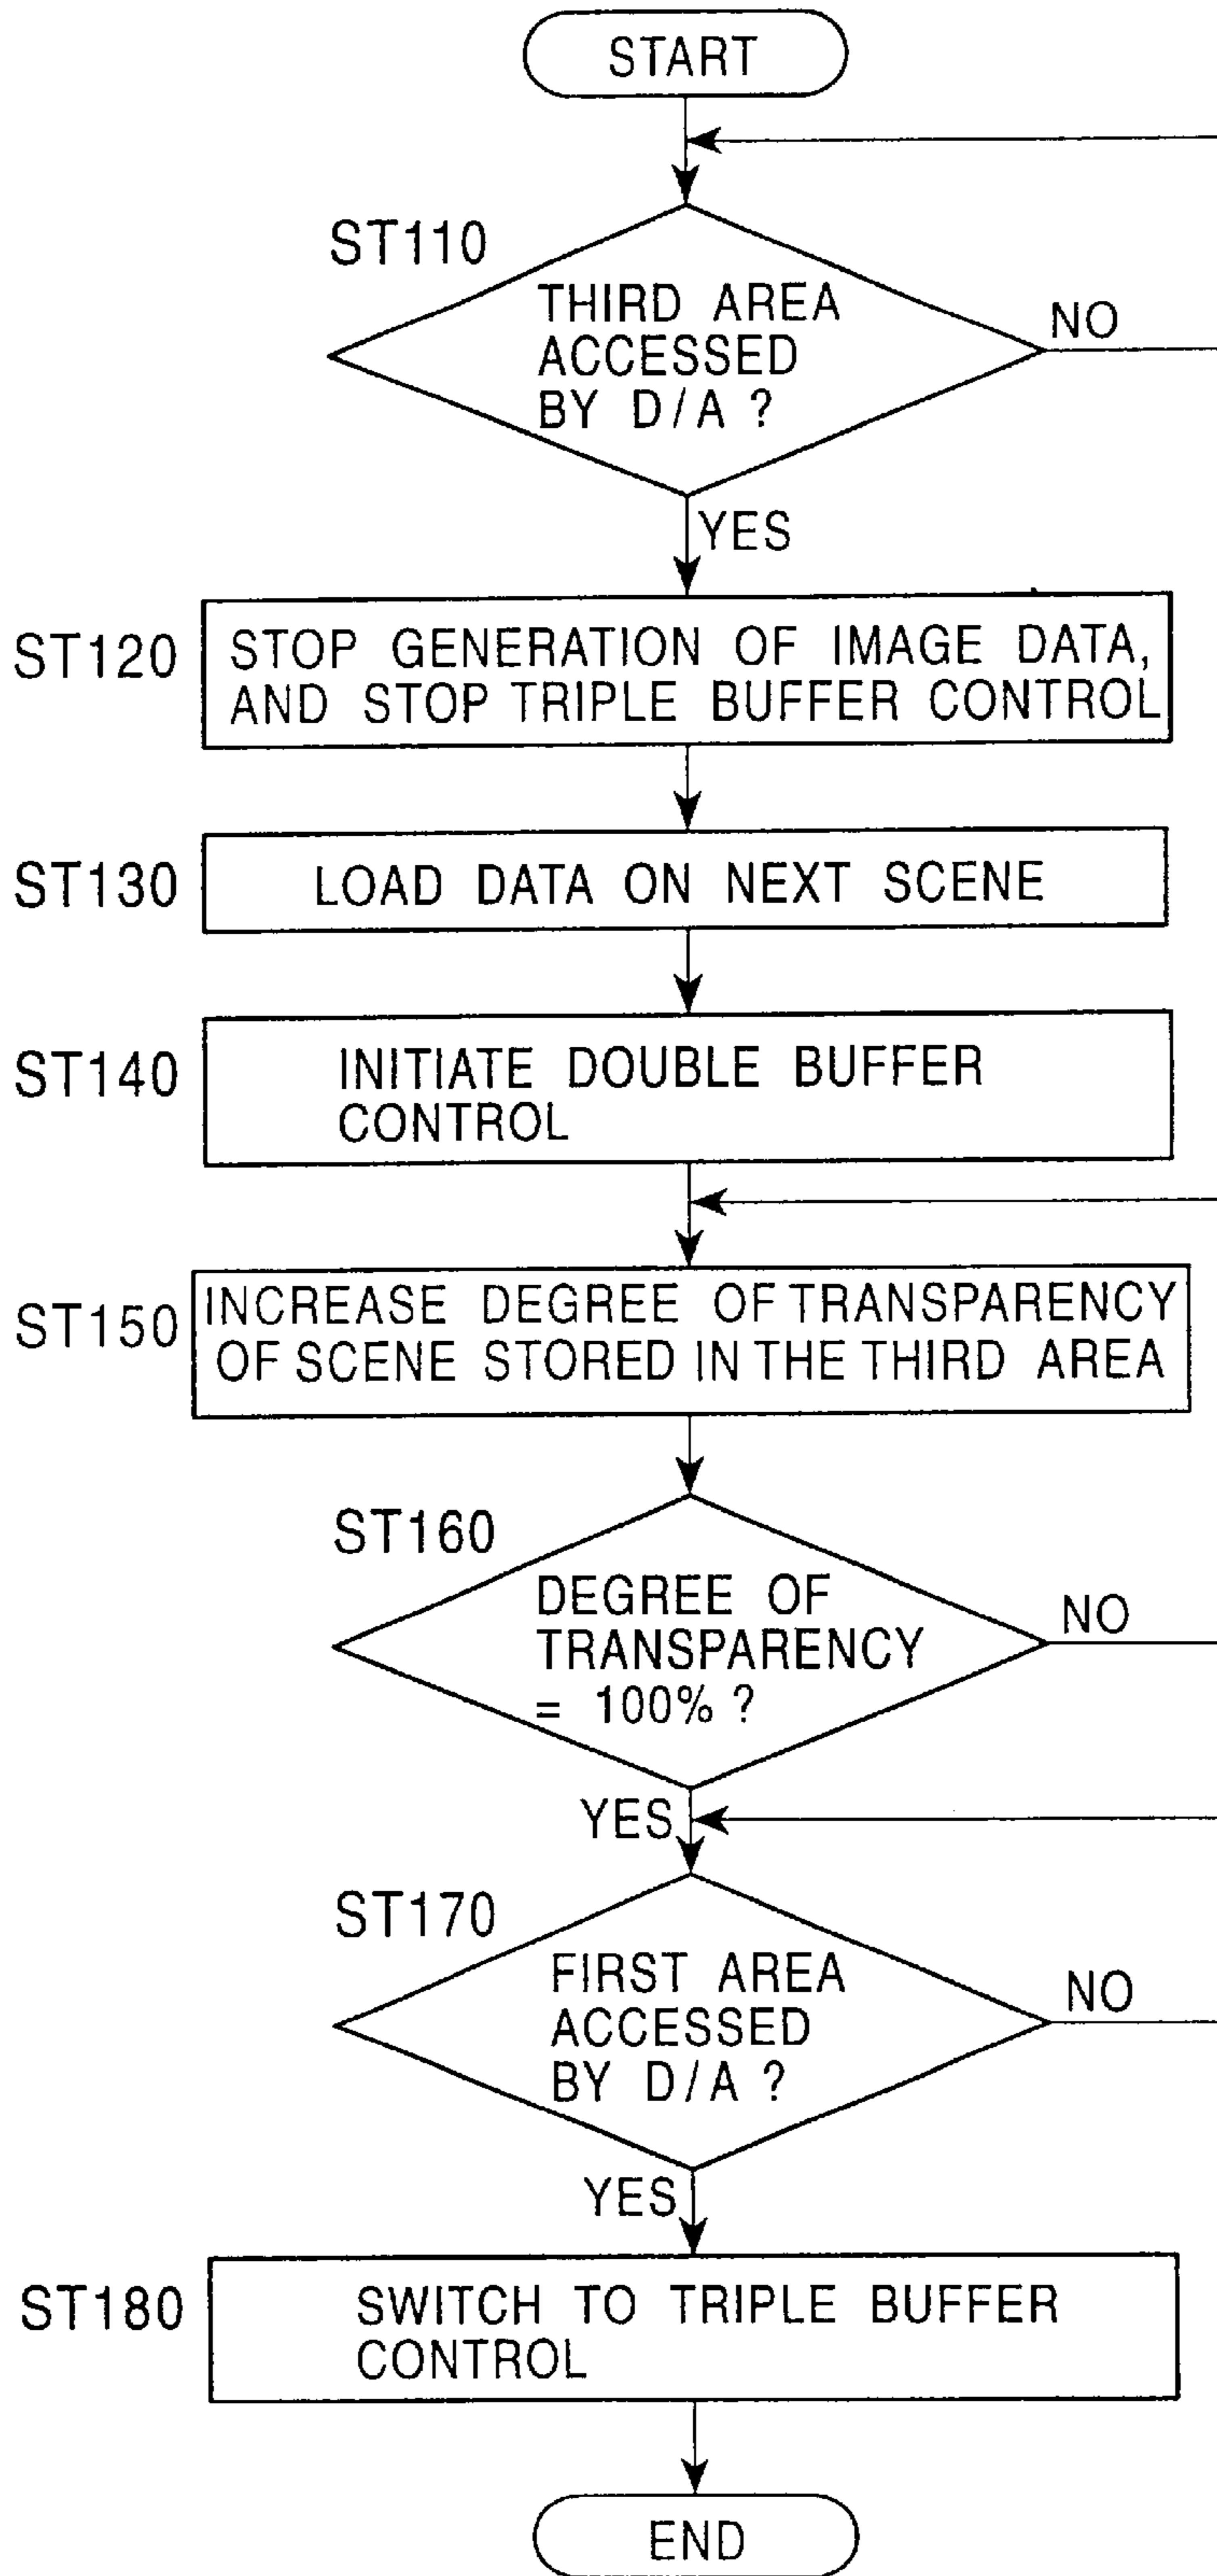 START
ST110
THIRD AREA
ACCESSED
BY D/A ?
NO
YES
ST120
STOP GENERATION OF IMAGE DATA,
AND STOP TRIPLE BUFFER CONTROL
ST130
LOAD DATA ON NEXT SCENE
ST140
INITIATE DOUBLE BUFFER
CONTROL
ST150
INCREASE DEGREE OF TRANSPARENCY
OF SCENE STORED IN THE THIRD AREA
ST160
DEGREE OF
TRANSPARENCY
= 100% ?
NO
YES
ST170
FIRST AREA
ACCESSED
BY D/A ?
NO
YES
ST180
SWITCH TO TRIPLE BUFFER
CONTROL
END